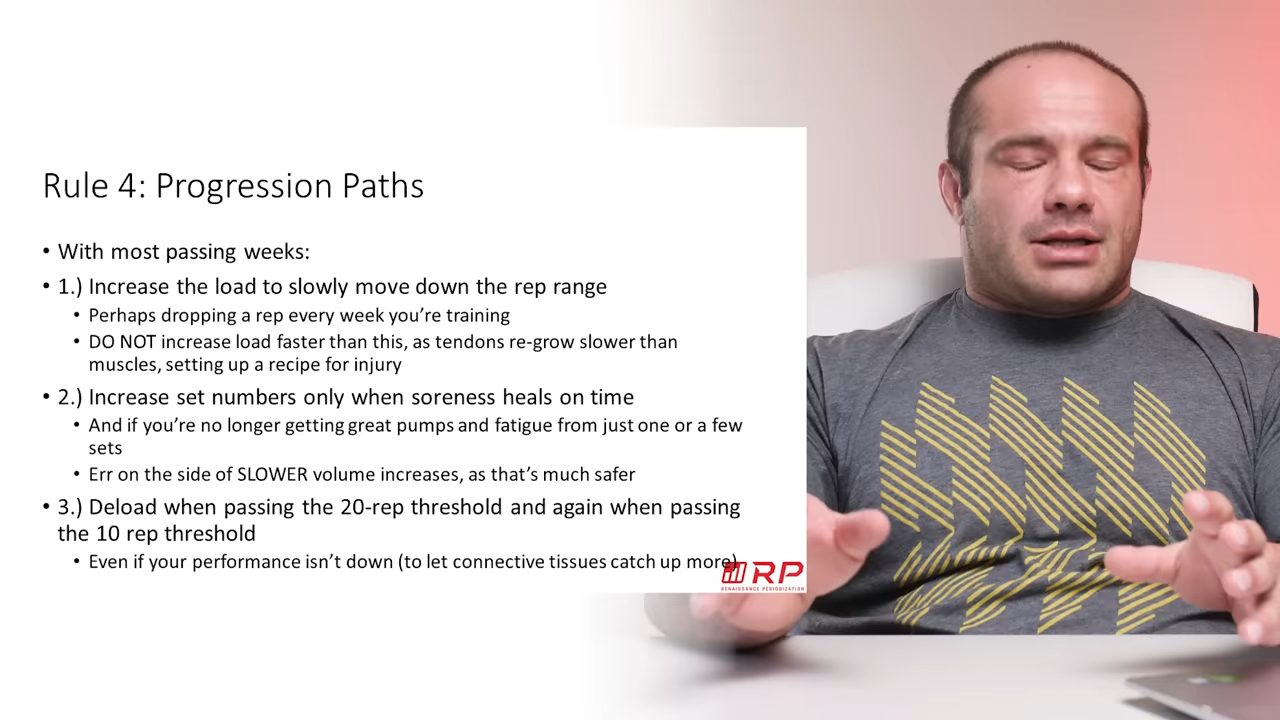 Rule 4: Progression Paths
• With most passing weeks:
• 1.) Increase the load to slowly move down the rep range
• Perhaps dropping a rep every week you're training
• DO NOT increase load faster than this, as tendons re-grow slower than
muscles, setting up a recipe for injury
• 2.) Increase set numbers only when soreness heals on time
• And if you're no longer getting great pumps and fatigue from just one or a few
sets
• Err on the side of SLOWER volume increases, as that's much safer
• 3.) Deload when passing the 20-rep threshold and again when passing
the 10 rep threshold
• Even if your performance isn't down (to let connective tissues catch up more)
RP
RENAISSANCE PERIODIZATION